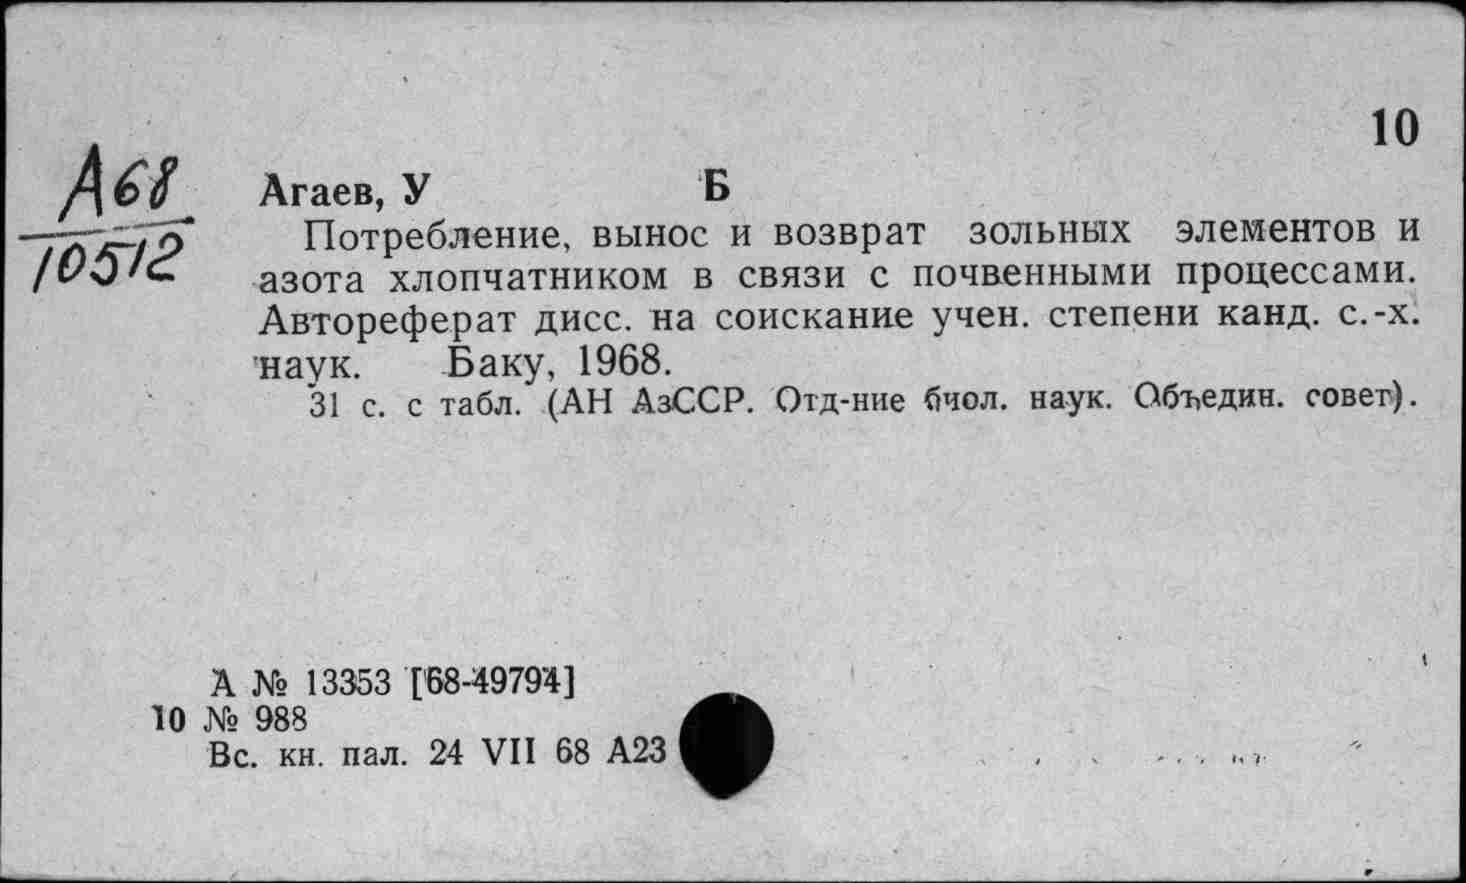 10
А68
10512
Агаев, У Б
Потребление, вынос и возврат зольных элементов и
азота хлопчатником в связи с почвенными процессами.
Автореферат дисс. на соискание учен. степени канд. с.-х.
наук. Баку, 1968.
31 с. с табл. (АН АзССР. Отд-ние биол. наук. Объедин. совет).
А № 13353 [68-49794]
10 № 988
Вс. кн. пал. 24 VII 68 А23